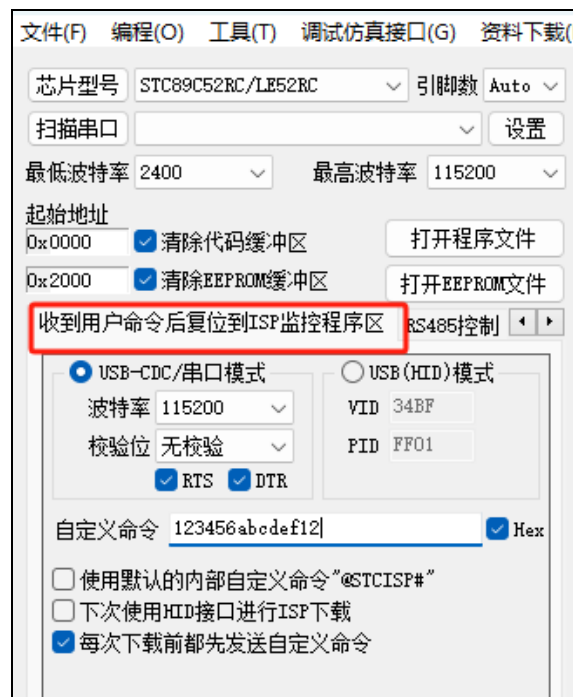 文件(F) 编程(O) 工具(T) 调试仿真接口(G) 资料下载(
芯片型号 STC89C52RC/LE52RC 引脚数 Auto
扫描串口 设置
最低波特率 2400 最高波特率 115200
起始地址
0x0000 清除代码缓冲区 打开程序文件
0x2000 清除EEPROM缓冲区 打开EEPROM文件
收到用户命令后复位到ISP监控程序区 RS485控制
USB-CDC/串口模式 USB(HID)模式
波特率 115200 VID 34BF
校验位 无校验 PID FF01
RTS DTR
自定义命令 123456abcdef12 Hex
使用默认的内部自定义命令"@STCISP#"
下次使用HID接口进行ISP下载
每次下载前都先发送自定义命令